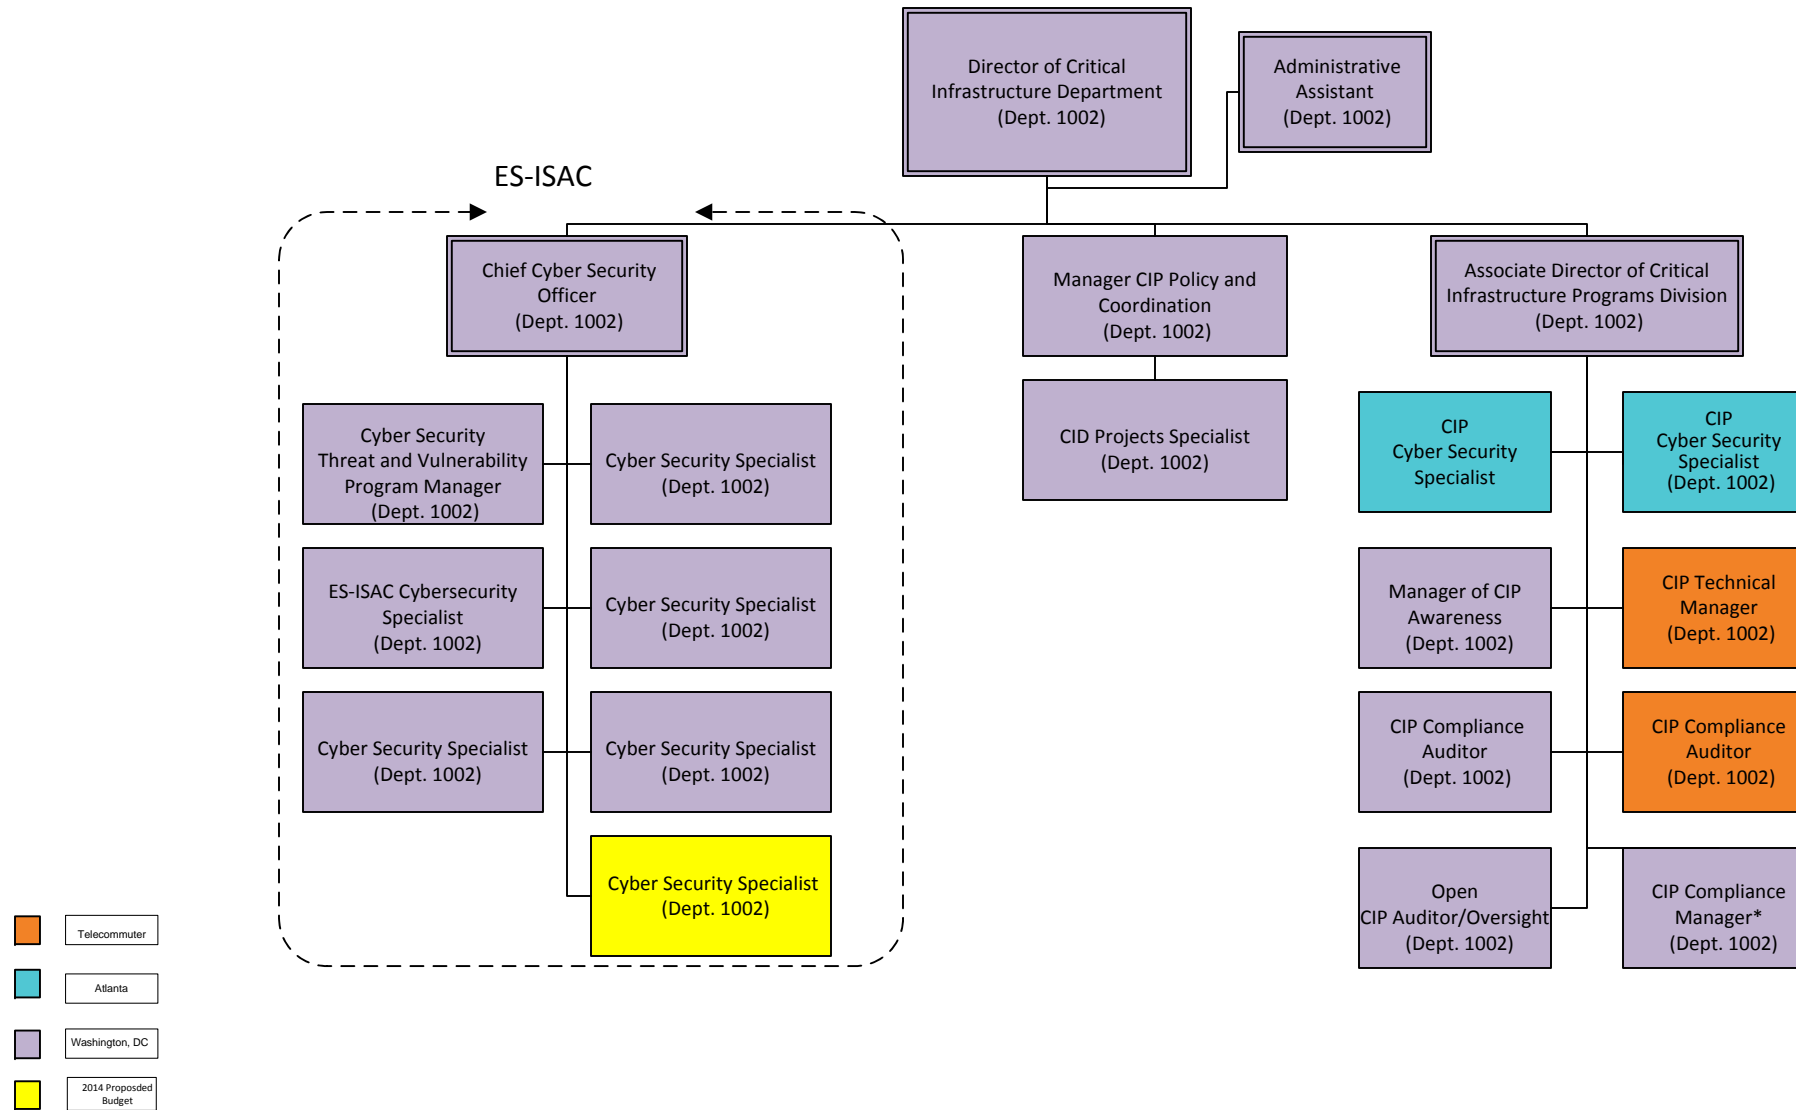 Director of Critical
Infrastructure Department
(Dept. 1002)
Administrative
Assistant
(Dept. 1002)
ES-ISAC
Chief Cyber Security
Officer
(Dept. 1002)
Manager CIP Policy and
Coordination
(Dept. 1002)
Associate Director of Critical
Infrastructure Programs Division
(Dept. 1002)
Cyber Security
Threat and Vulnerability
Program Manager
(Dept. 1002)
Cyber Security Specialist
(Dept. 1002)
CID Projects Specialist
(Dept. 1002)
CIP
Cyber Security
Specialist
CIP
Cyber Security
Specialist
(Dept. 1002)
ES-ISAC Cybersecurity
Specialist
(Dept. 1002)
Cyber Security Specialist
(Dept. 1002)
Manager of CIP
Awareness
(Dept. 1002)
CIP Technical
Manager
(Dept. 1002)
Cyber Security Specialist
(Dept. 1002)
Cyber Security Specialist
(Dept. 1002)
CIP Compliance
Auditor
(Dept. 1002)
CIP Compliance
Auditor
(Dept. 1002)
Cyber Security Specialist
(Dept. 1002)
Open
CIP Auditor/Oversight
(Dept. 1002)
CIP Compliance
Manager*
(Dept. 1002)
Telecommuter
Atlanta
Washington, DC
2014 Proposded
Budget